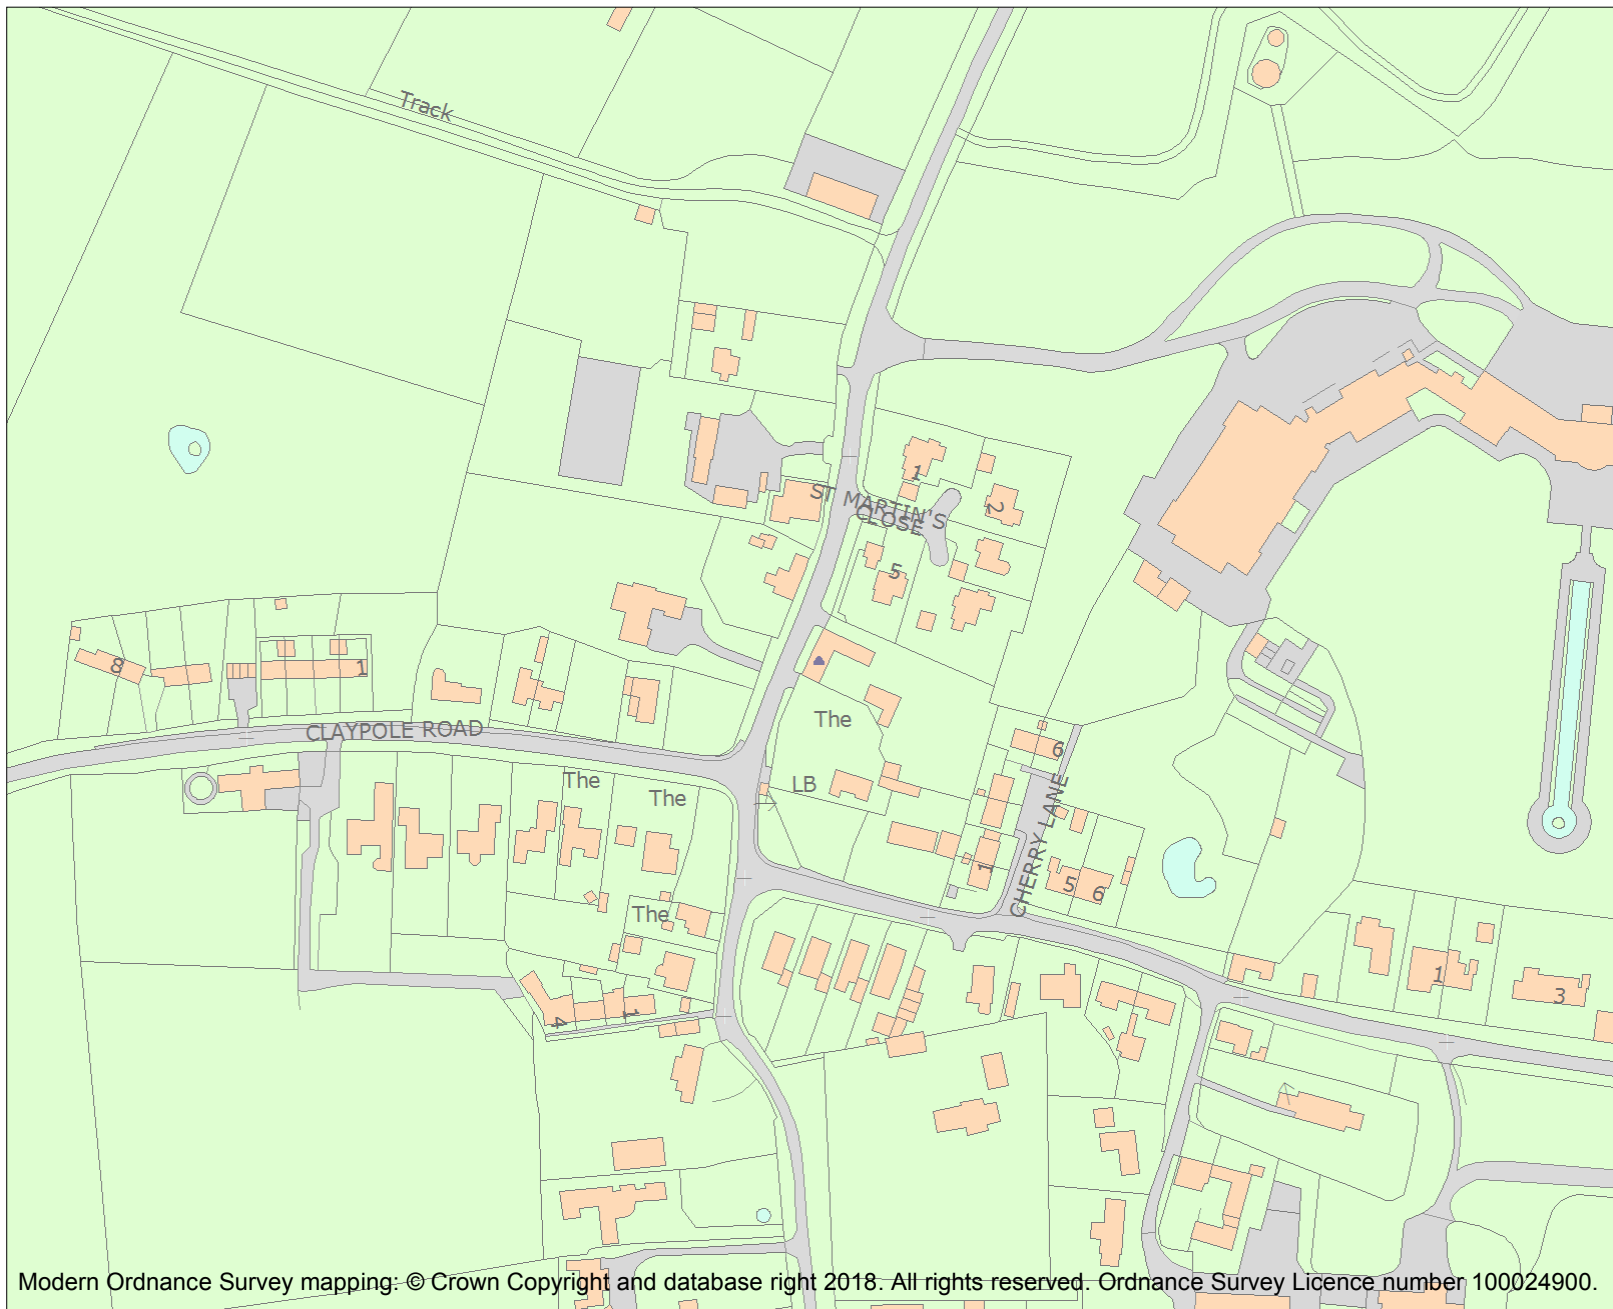 Track
1
2
ST MARTIN'S
CLOSE
5
8
1
The
CLAYPOLE ROAD
6
The
The
LB
CHERRY LANE
1
5
6
The
1
3
4
1
Modern Ordnance Survey mapping: © Crown Copyright and database right 2018. All rights reserved. Ordnance Survey Licence number 100024900.